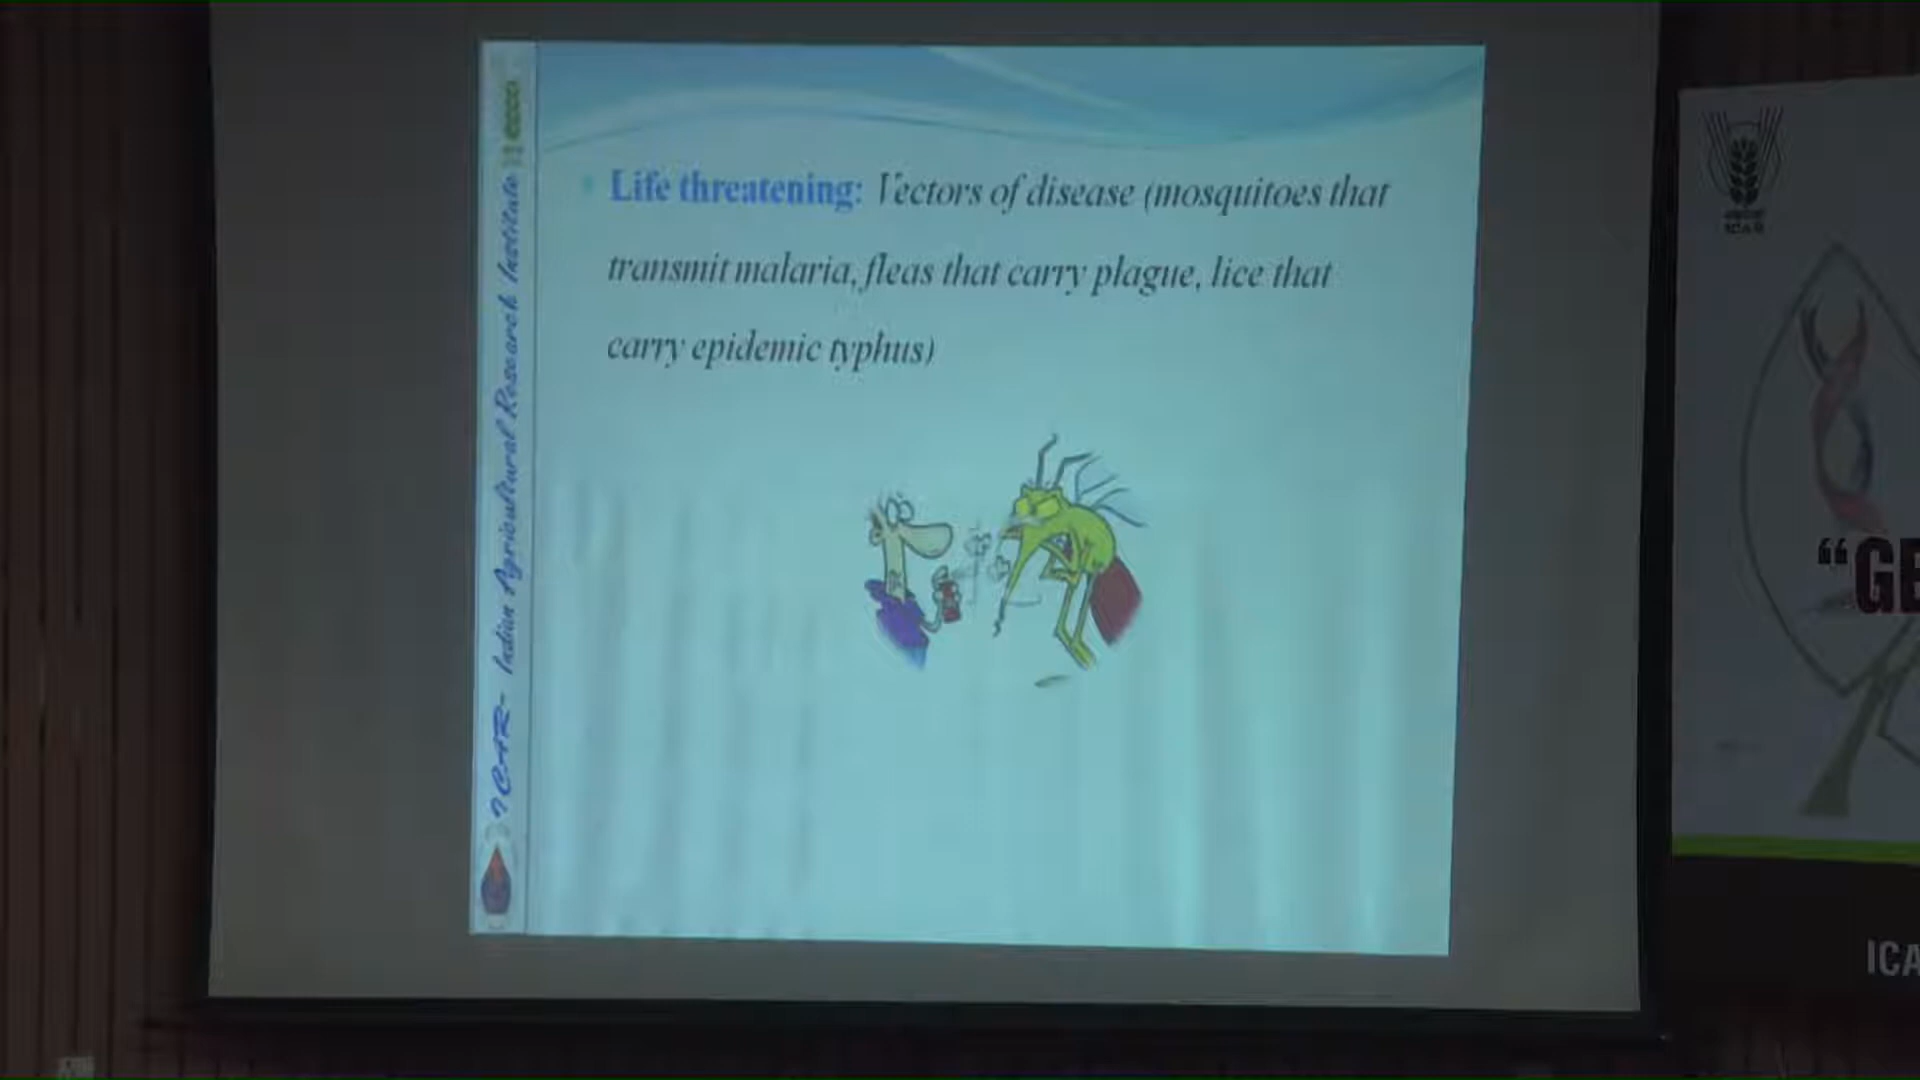 Life threatening: Vectors of disease (mosquitoes that
transmit malaria, fleas that carry plague, lice that
carry epidemic typhus)
ICAR- Indian Agricultural Research Institute
ICAR
“GE
ICA